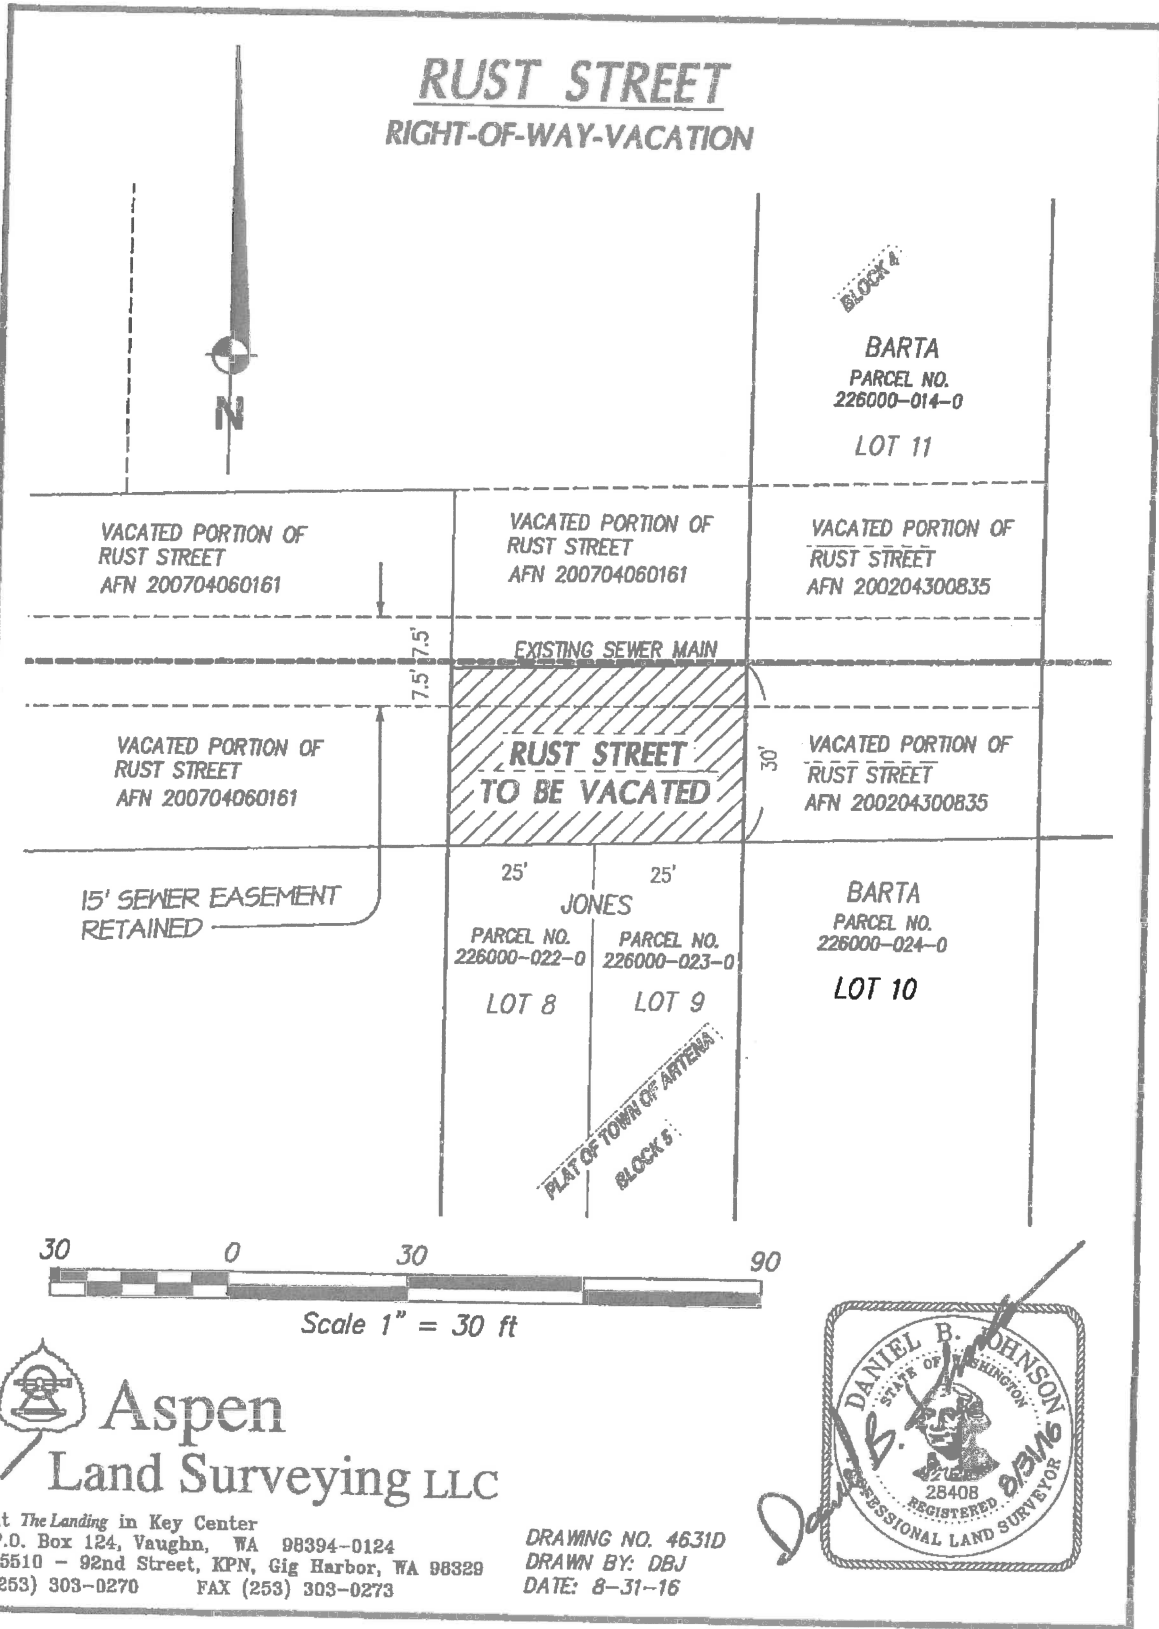 RUST STREET
RIGHT-OF-WAY-VACATION
N
BLOCK 4
BARTA
PARCEL NO.
226000-014-0
LOT 11
VACATED PORTION OF
RUST STREET
AFN 200704060161
VACATED PORTION OF
RUST STREET
AFN 200704060161
VACATED PORTION OF
RUST STREET
AFN 200204300835
7.5'
EXISTING SEWER MAIN
7.5'
VACATED PORTION OF
RUST STREET
AFN 200704060161
RUST STREET
TO BE VACATED
30'
VACATED PORTION OF
RUST STREET
AFN 200204300835
15' SEWER EASEMENT
RETAINED
25'
25'
JONES
PARCEL NO.
226000-022-0
LOT 8
PARCEL NO.
226000-023-0
LOT 9
BARTA
PARCEL NO.
226000-024-0
LOT 10
PLAT OF TOWN OF ARTENA
BLOCK 5
30 0 30 90
Scale 1" = 30 ft
Aspen
Land Surveying LLC
t The Landing in Key Center
.O. Box 124, Vaughn, WA 98394-0124
5510 - 92nd Street, KPN, Gig Harbor, WA 98329
253) 303-0270 FAX (253) 303-0273
DRAWING NO. 4631D
DRAWN BY: DBJ
DATE: 8-31-16
DANIEL B. JOHNSON
STATE OF WASHINGTON
28408
REGISTERED
PROFESSIONAL LAND SURVEYOR
Daniel B.
8/31/16